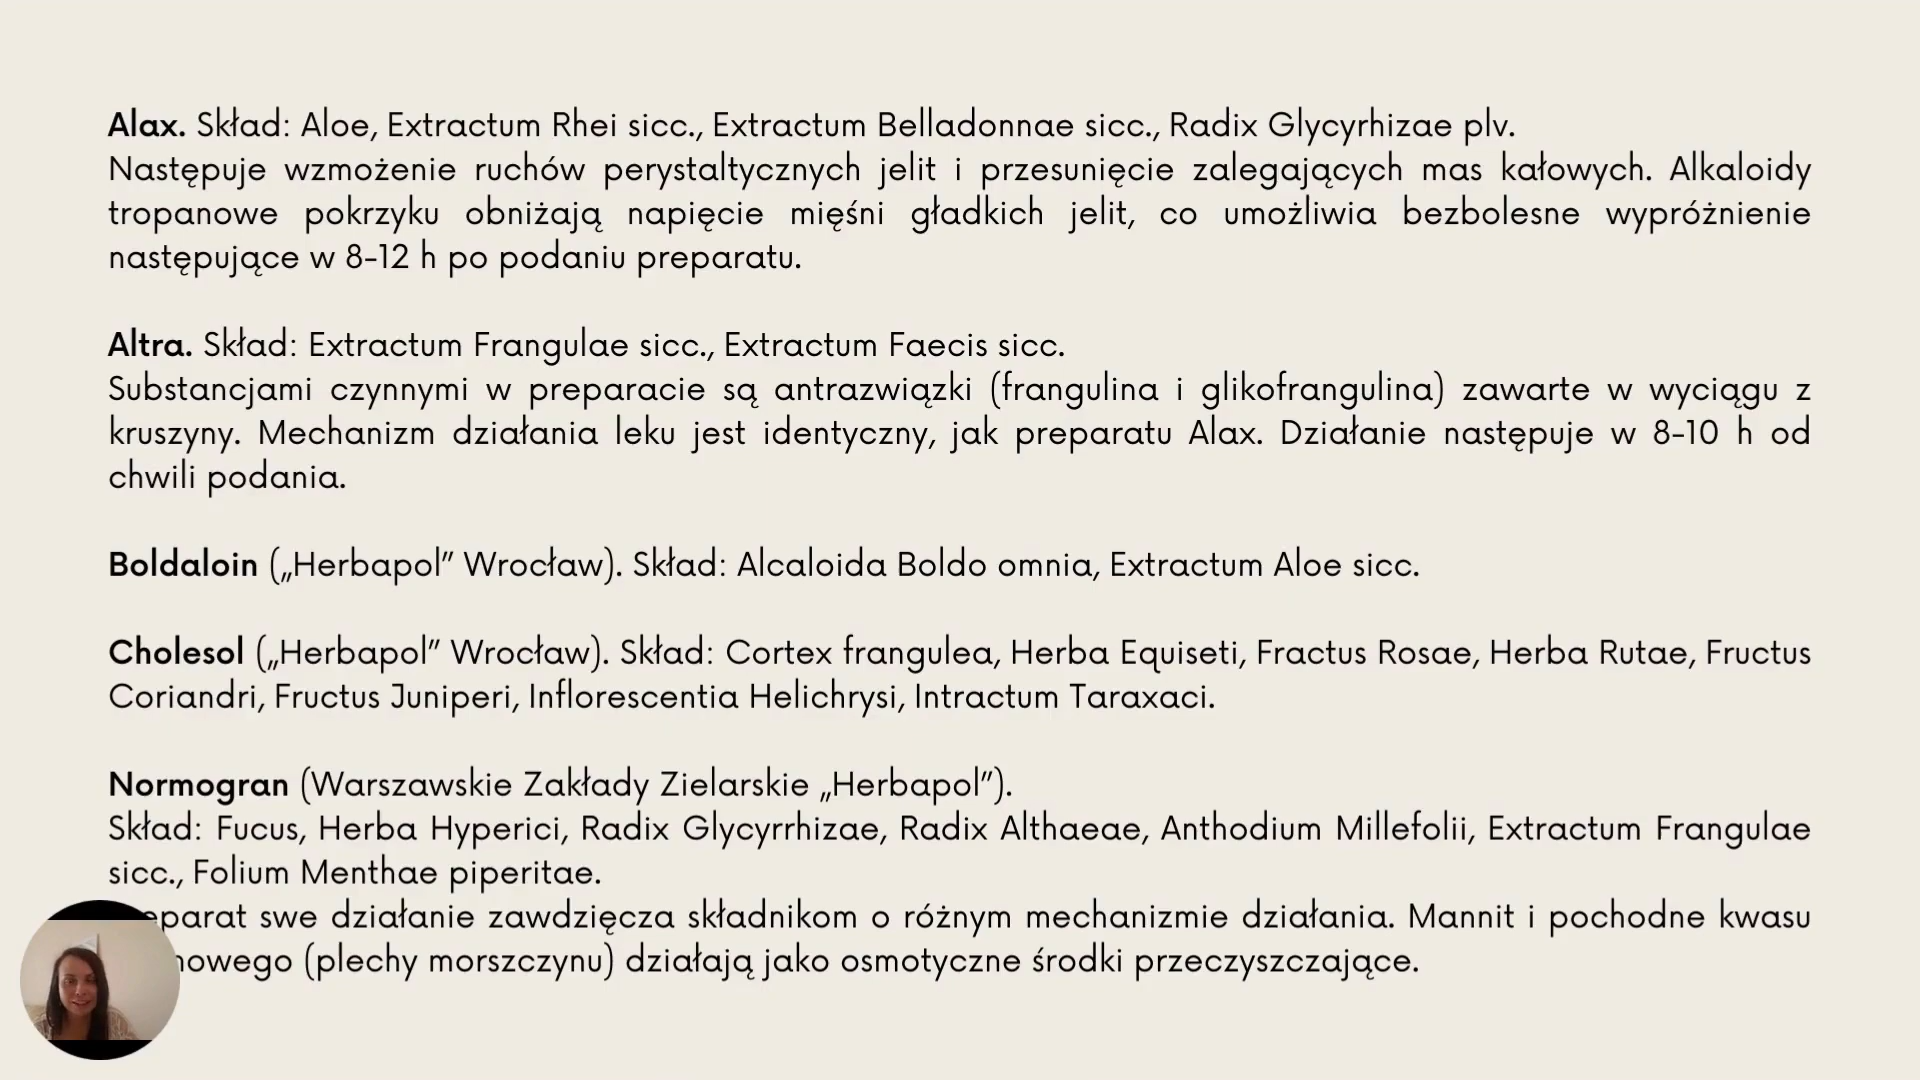 Alax. Skład: Aloe, Extractum Rhei sicc., Extractum Belladonnae sicc., Radix Glycyrhizae plv.
Następuje wzmożenie ruchów perystaltycznych jelit i przesunięcie zalegających mas kałowych. Alkaloidy
tropanowe pokrzyku obniżają napięcie mięśni gładkich jelit, co umożliwia bezbolesne wypróżnienie
następujące w 8-12 h po podaniu preparatu.
Altra. Skład: Extractum Frangulae sicc., Extractum Faecis sicc.
Substancjami czynnymi w preparacie są antrazwiązki (frangulina i glikofrangulina) zawarte w wyciągu z
kruszyny. Mechanizm działania leku jest identyczny, jak preparatu Alax. Działanie następuje w 8-10 h od
chwili podania.
Boldaloin („Herbapol” Wrocław). Skład: Alcaloida Boldo omnia, Extractum Aloe sicc.
Cholesol („Herbapol” Wrocław). Skład: Cortex frangulea, Herba Equiseti, Fractus Rosae, Herba Rutae, Fructus
Coriandri, Fructus Juniperi, Inflorescentia Helichrysi, Intractum Taraxaci.
Normogran (Warszawskie Zakłady Zielarskie „Herbapol”).
Skład: Fucus, Herba Hyperici, Radix Glycyrrhizae, Radix Althaeae, Anthodium Millefolii, Extractum Frangulae
sicc., Folium Menthae piperitae.
swe działanie zawdzięcza składnikom o różnym mechanizmie działania. Mannit i pochodne kwasu
(plechy morszczynu) działają jako osmotyczne środki przeczyszczające.